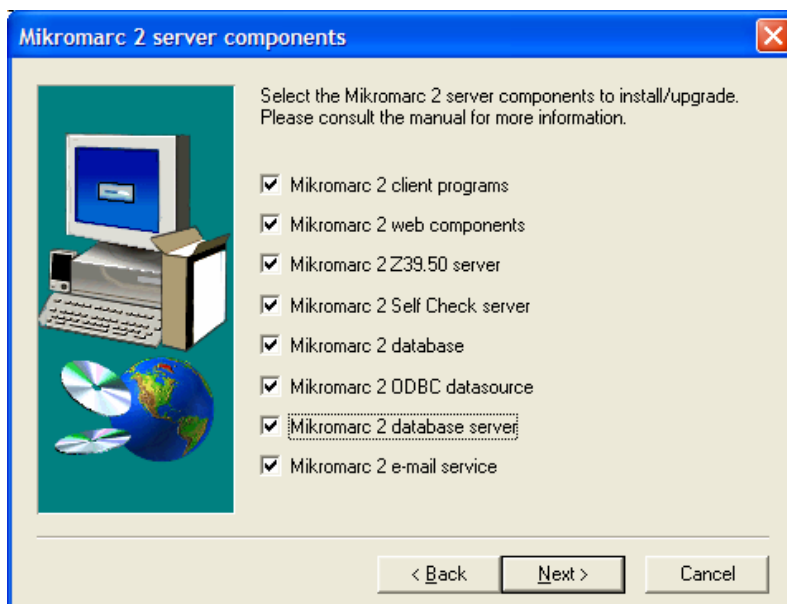 Mikromarc 2 server components
Select the Mikromarc 2 server components to install/upgrade.
Please consult the manual for more information.
Mikromarc 2 client programs
Mikromarc 2 web components
Mikromarc 2 Z39.50 server
Mikromarc 2 Self Check server
Mikromarc 2 database
Mikromarc 2 ODBC datasource
Mikromarc 2 database server
Mikromarc 2 e-mail service
< Back Next > Cancel